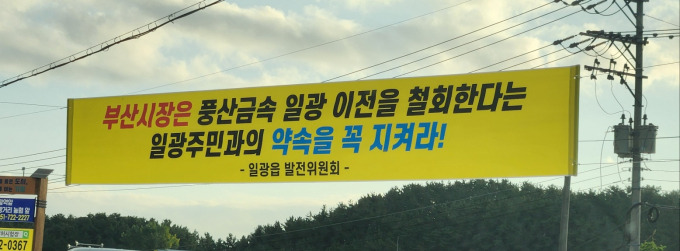 부산시장은 풍산금속 일광 이전을 철회한다는
일광주민과의 약속을 꼭 지켜라!
- 일광읍 발전위원회 -